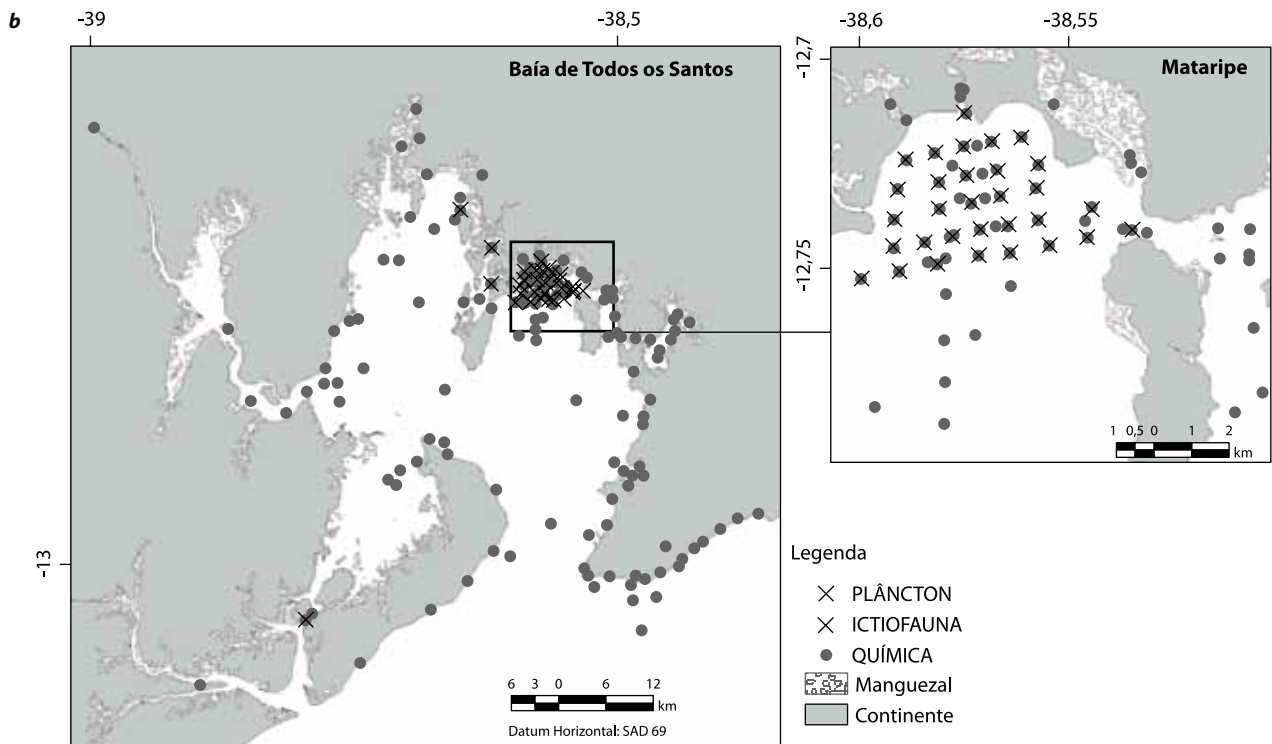 b
-39
-38,5
-13
Baía de Todos os Santos
6 3 0 6 12
km
Datum Horizontal: SAD 69
-38,6
-38,55
-12,7
-12,75
Mataripe
1 0,5 0 1 2
km
Legenda
PLÂNCTON
ICTIOFAUNA
QUÍMICA
Manguezal
Continente